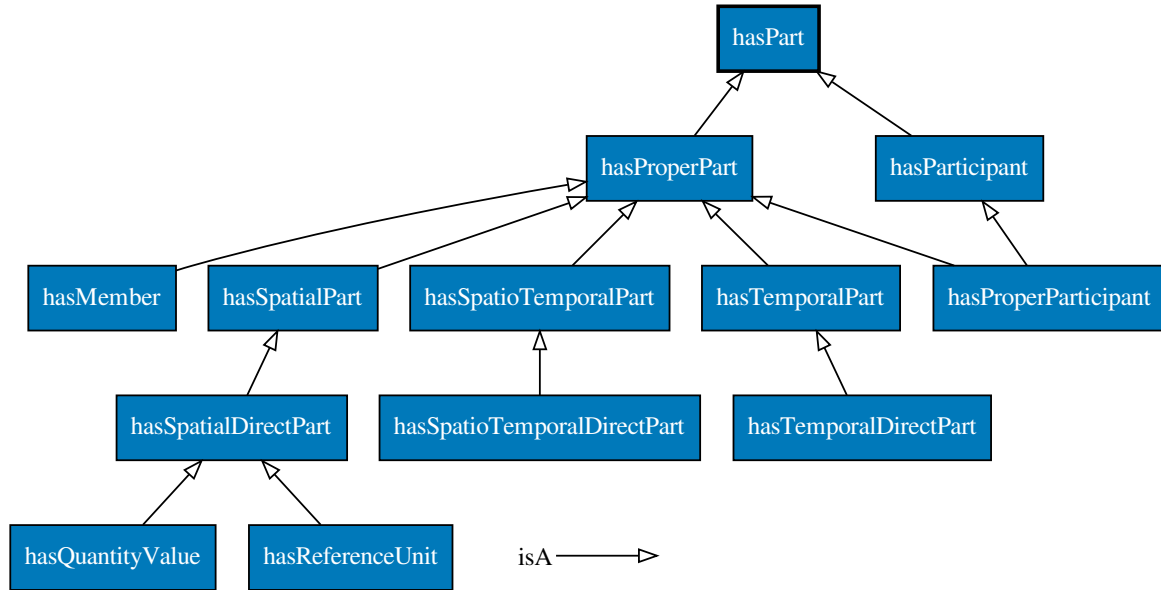 hasPart
hasProperPart
hasParticipant
hasMember
hasSpatialPart
hasSpatioTemporalPart
hasTemporalPart
hasProperParticipant
hasSpatialDirectPart
hasSpatioTemporalDirectPart
hasTemporalDirectPart
hasQuantityValue
hasReferenceUnit
isA